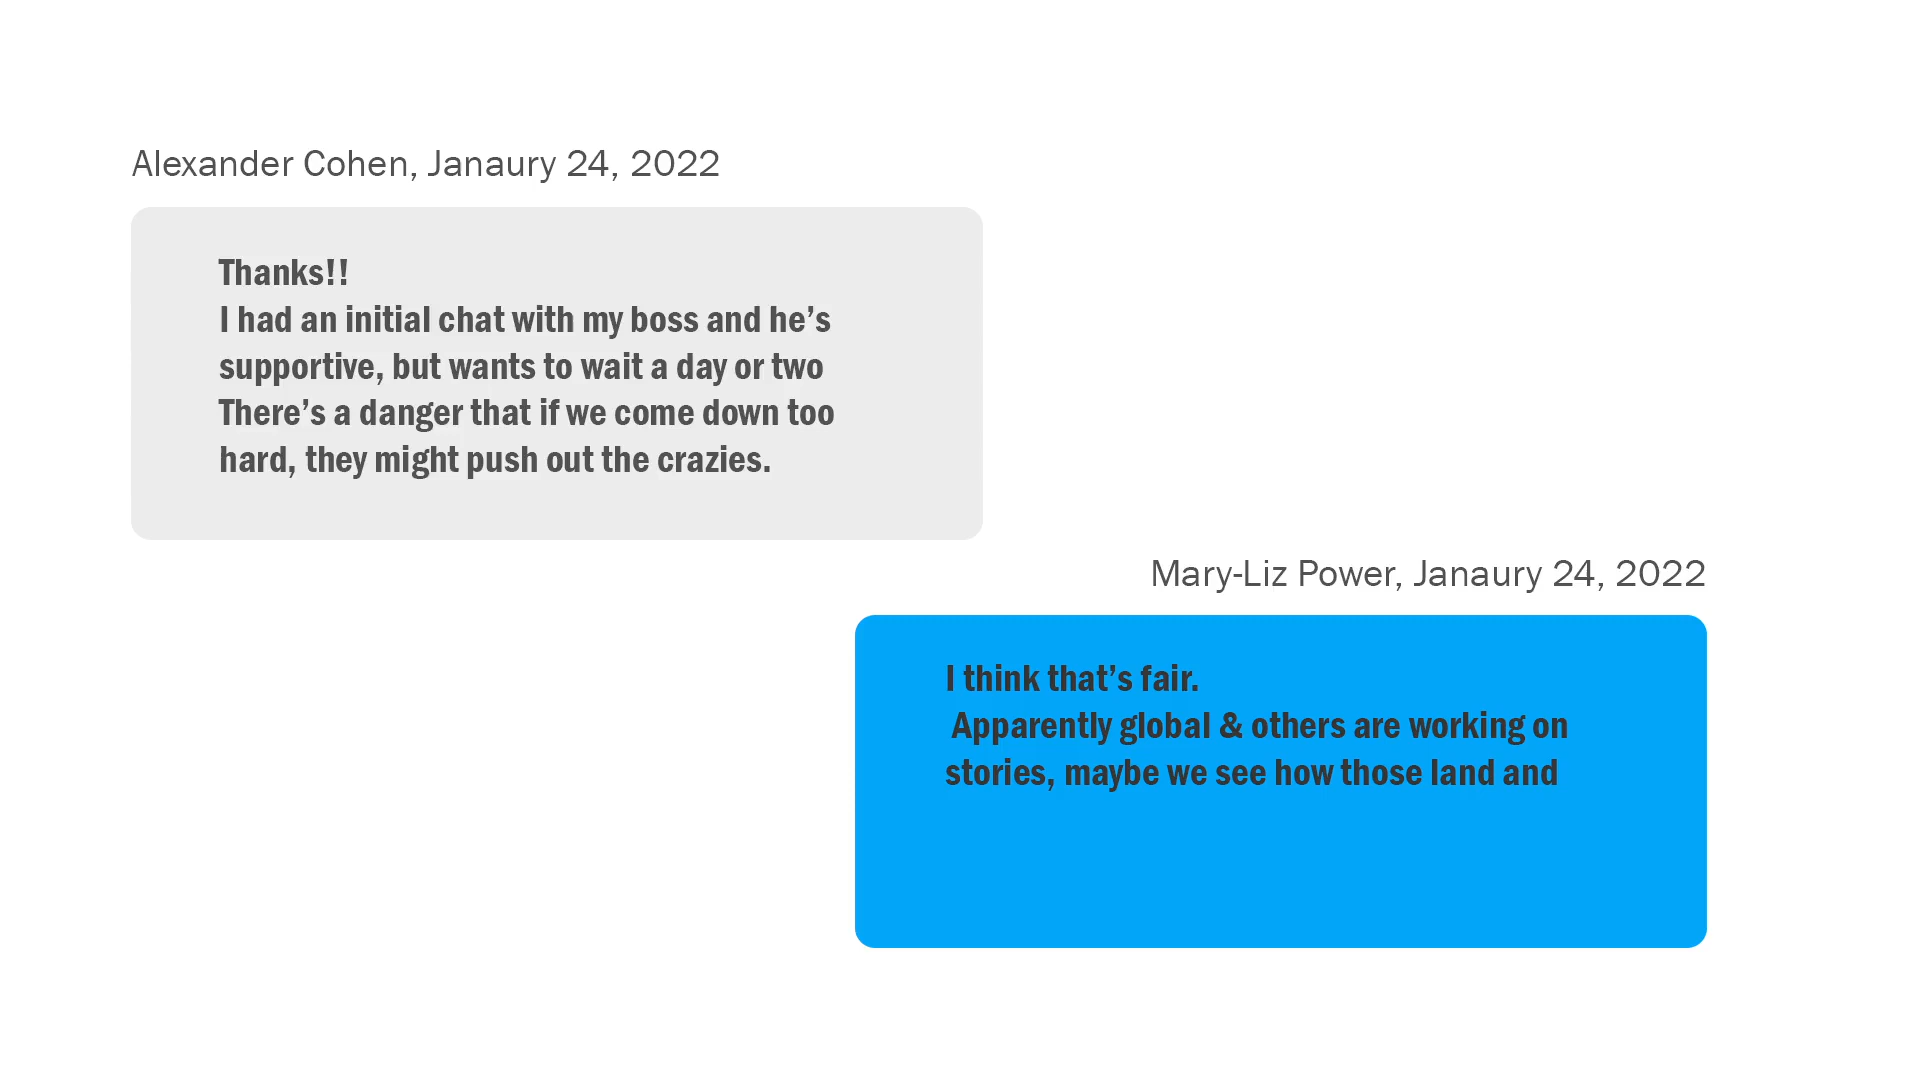 Alexander Cohen, Janaury 24, 2022
Thanks!!
I had an initial chat with my boss and he’s
supportive, but wants to wait a day or two
There’s a danger that if we come down too
hard, they might push out the crazies.
Mary-Liz Power, Janaury 24, 2022
I think that’s fair.
Apparently global & others are working on
stories, maybe we see how those land and